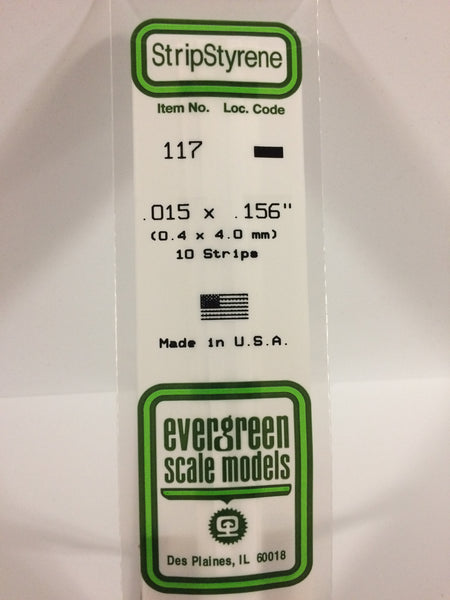 StripStyrene
Item No. Loc. Code
117
.015 x .156"
(0.4 x 4.0 mm)
10 Strips
Made in U.S.A.
evergreen
scale models
Des Plaines, IL 60018